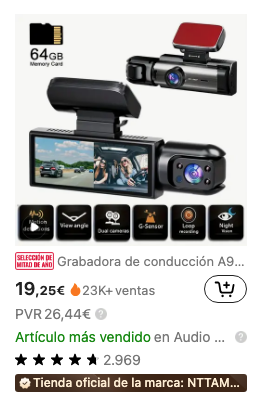 64GB
Memory Card
Motion
detection
View angle
Dual cameras
G-Sensor
Loop
recording
Night
Vision
SELECCIÓN DE
MITAD DE AÑO
Grabadora de conducción A9...
19,25€
23K+ ventas
PVR 26,44€
Artículo más vendido en Audio ...
2.969
Tienda oficial de la marca: NTTAM...